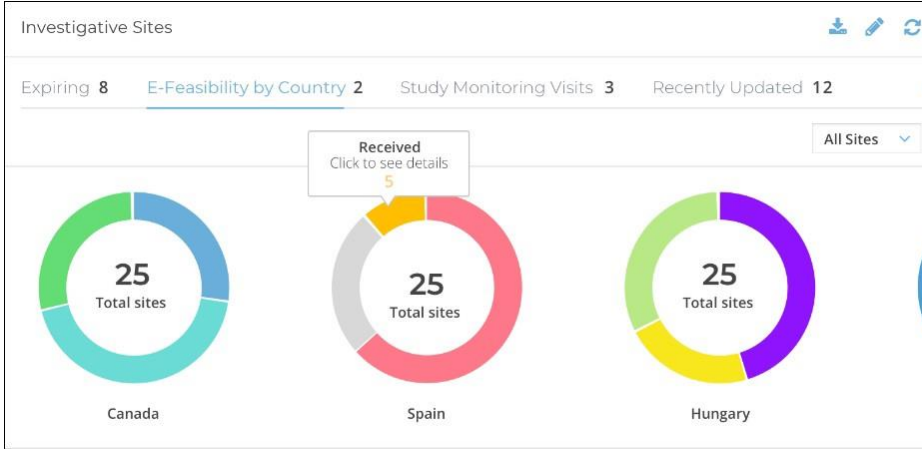 Investigative Sites
Expiring 8 E-Feasibility by Country 2 Study Monitoring Visits 3 Recently Updated 12
All Sites
Received
Click to see details
5
25
Total sites
Canada
25
Total sites
Spain
25
Total sites
Hungary